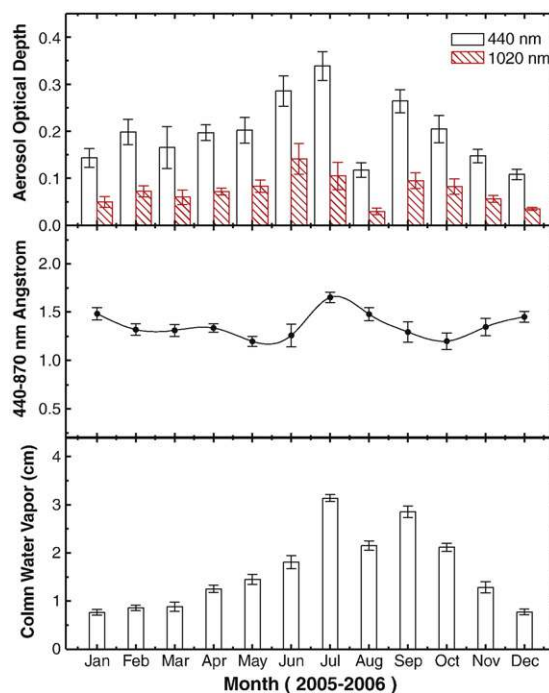 0.4
0.3
0.2
0.1
0.0
Aerosol Optical Depth
440 nm
1020 nm
2.0
1.5
1.0
0.5
440-870 nm Angstrom
4
3
2
1
0
Colmn Water Vapor (cm)
Jan Feb Mar Apr May Jun Jul Aug Sep Oct Nov Dec
Month ( 2005-2006 )